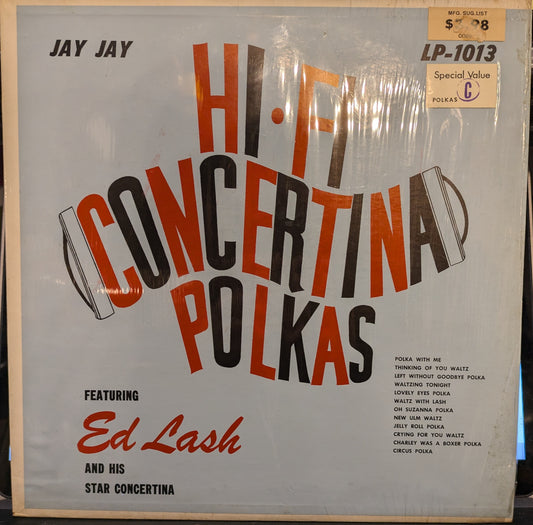 JAY JAY
MFG. SUG. LIST
LP-1013
Special Value
C
POLKAS
HI-FI
CONCERTINA
POLKAS
FEATURING
Ed Lash
AND HIS
STAR CONCERTINA
POLKA WITH ME
THINKING OF YOU WALTZ
LEFT WITHOUT GOODBYE POLKA
WALTZING TONIGHT
LOVELY EYES POLKA
WALTZ WITH LASH
OH SUZANNA POLKA
NEW ULM WALTZ
JELLY ROLL POLKA
CRYING FOR YOU WALTZ
CHARLEY WAS A BOXER POLKA
CIRCUS POLKA